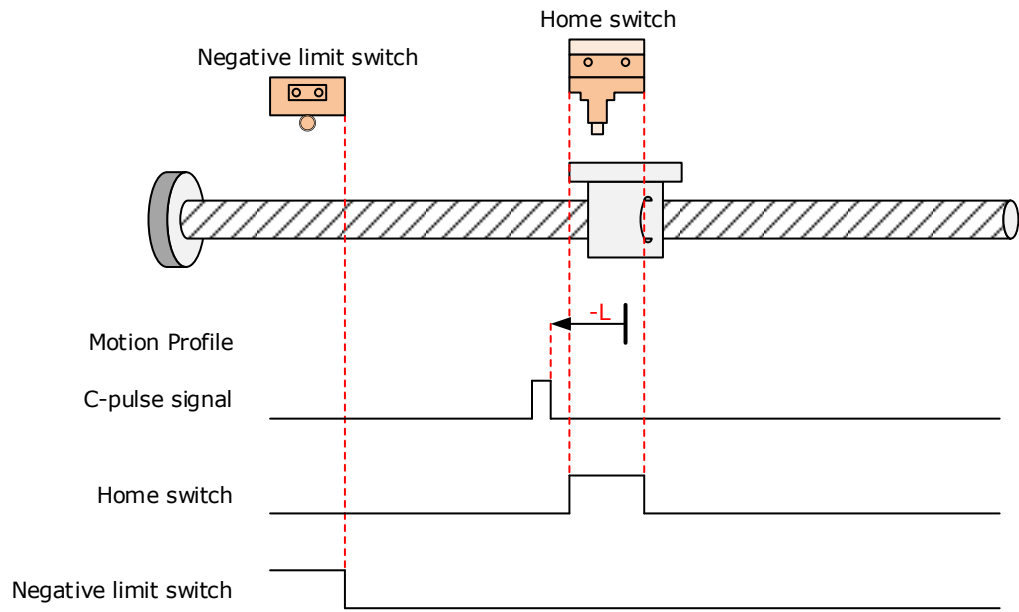 Home switch
Negative limit switch
-L
Motion Profile
C-pulse signal
Home switch
Negative limit switch